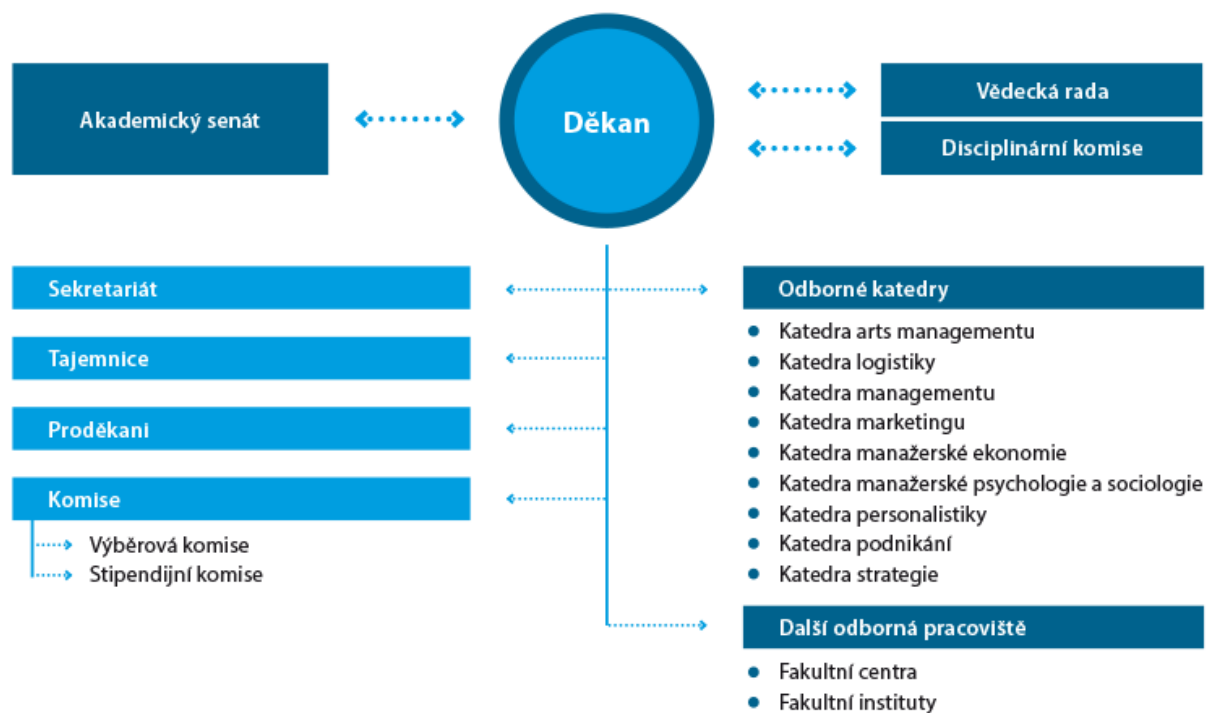 Akademický senát
Děkan
Vědecká rada
Disciplinární komise
Sekretariát
Tajemnice
Proděkani
Komise
Výběrová komise
Stipendijní komise
Odborné katedry
Katedra arts managementu
Katedra logistiky
Katedra managementu
Katedra marketingu
Katedra manažerské ekonomie
Katedra manažerské psychologie a sociologie
Katedra personalistiky
Katedra podnikání
Katedra strategie
Další odborná pracoviště
Fakultní centra
Fakultní instituty